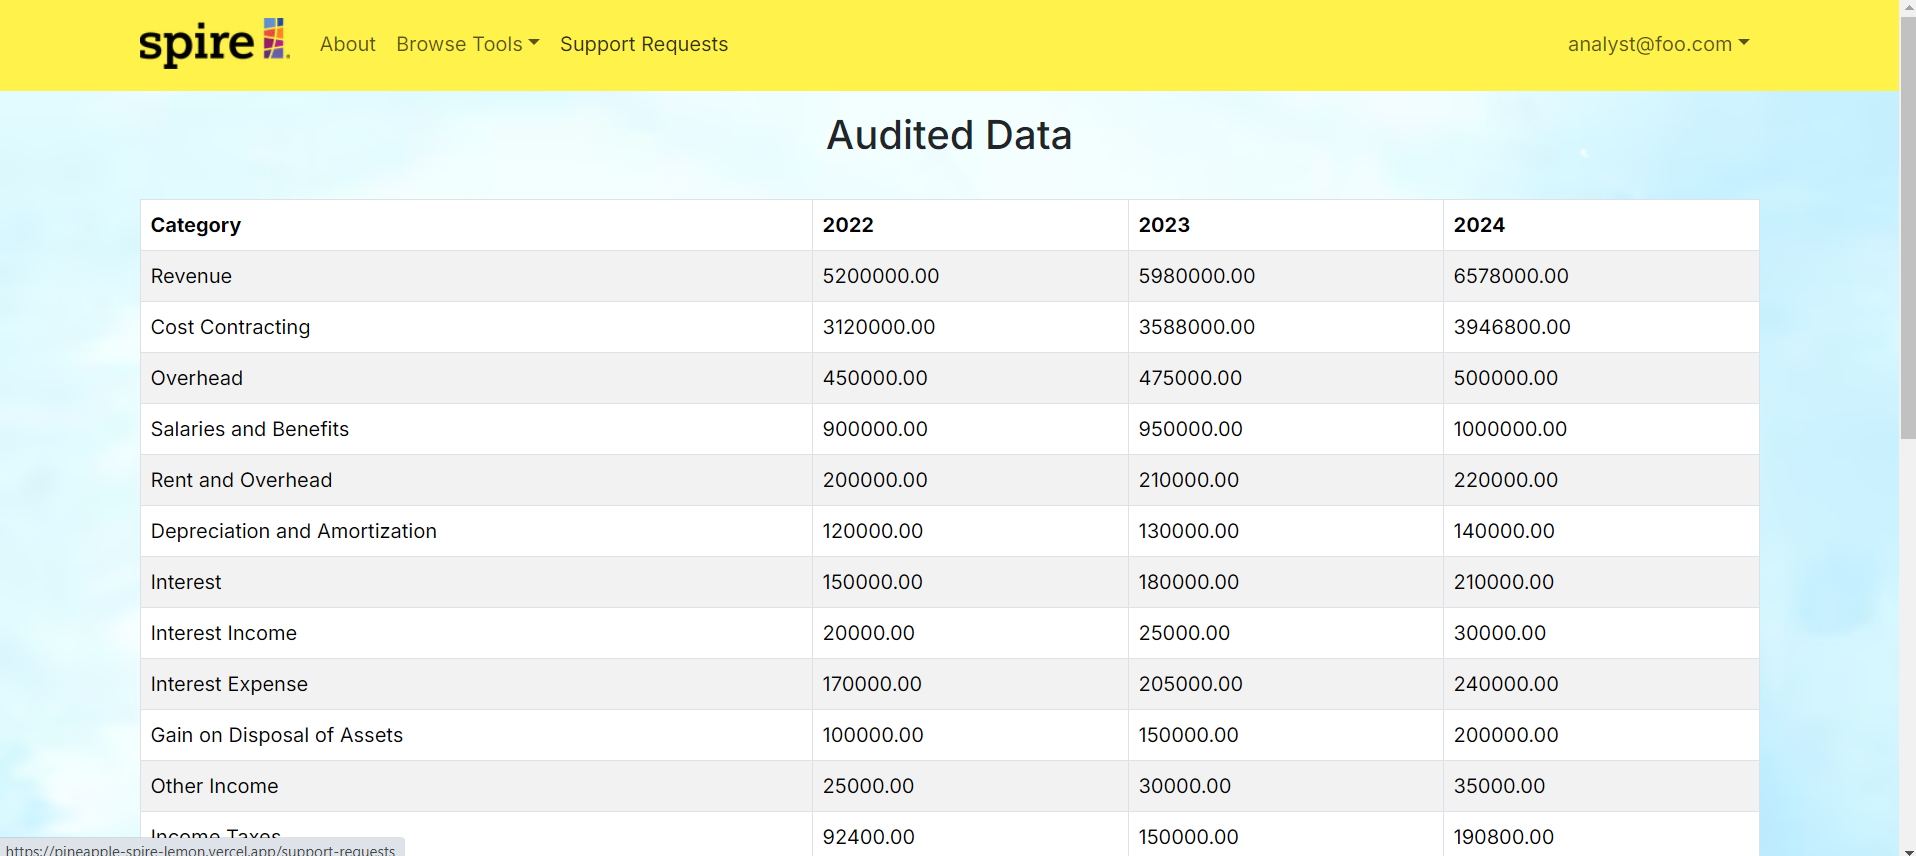 spire
About Browse Tools Support Requests analyst@foo.com
Audited Data
Category 2022 2023 2024
Revenue 5200000.00 5980000.00 6578000.00
Cost Contracting 3120000.00 3588000.00 3946800.00
Overhead 450000.00 475000.00 500000.00
Salaries and Benefits 900000.00 950000.00 1000000.00
Rent and Overhead 200000.00 210000.00 220000.00
Depreciation and Amortization 120000.00 130000.00 140000.00
Interest 150000.00 180000.00 210000.00
Interest Income 20000.00 25000.00 30000.00
Interest Expense 170000.00 205000.00 240000.00
Gain on Disposal of Assets 100000.00 150000.00 200000.00
Other Income 25000.00 30000.00 35000.00
Income Taxes 92400.00 150000.00 190800.00
https://pineapple-spire-lemon.vercel.app/support-requests